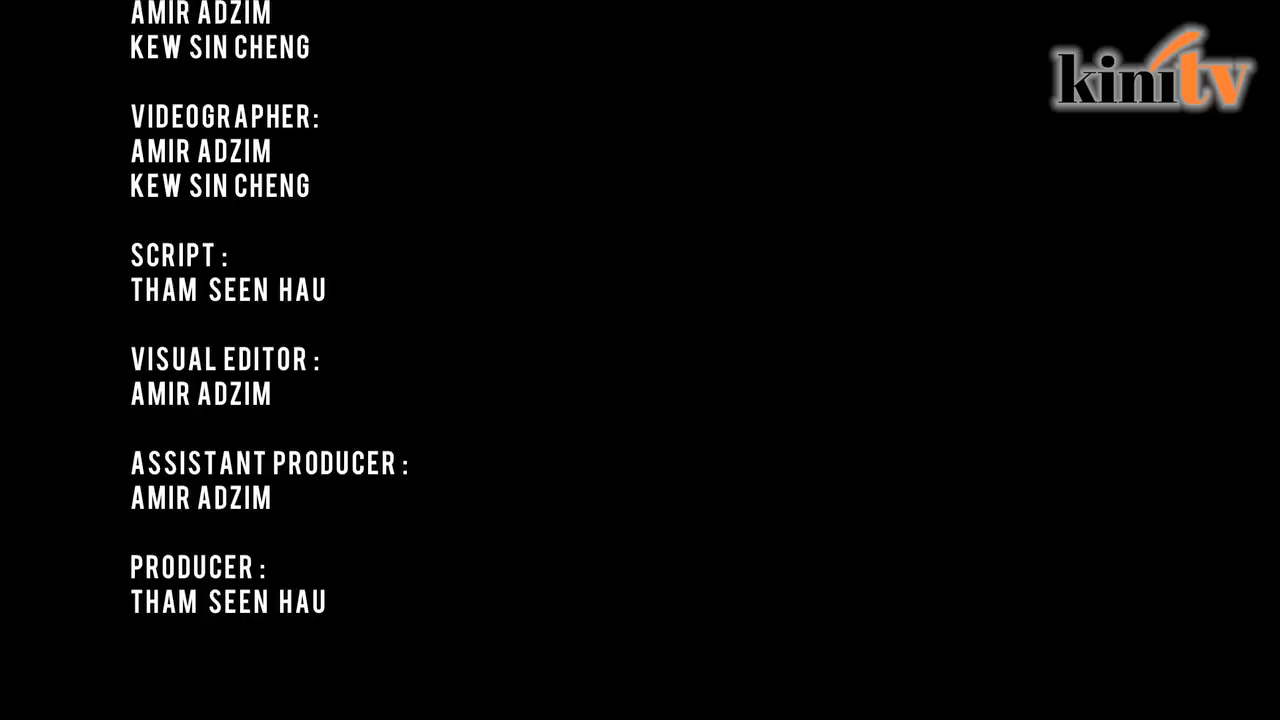 AMIR ADZIM
KEW SIN CHENG
kinitv
VIDEOGRAPHER:
AMIR ADZIM
KEW SIN CHENG
SCRIPT :
THAM SEEN HAU
VISUAL EDITOR :
AMIR ADZIM
ASSISTANT PRODUCER :
AMIR ADZIM
PRODUCER :
THAM SEEN HAU